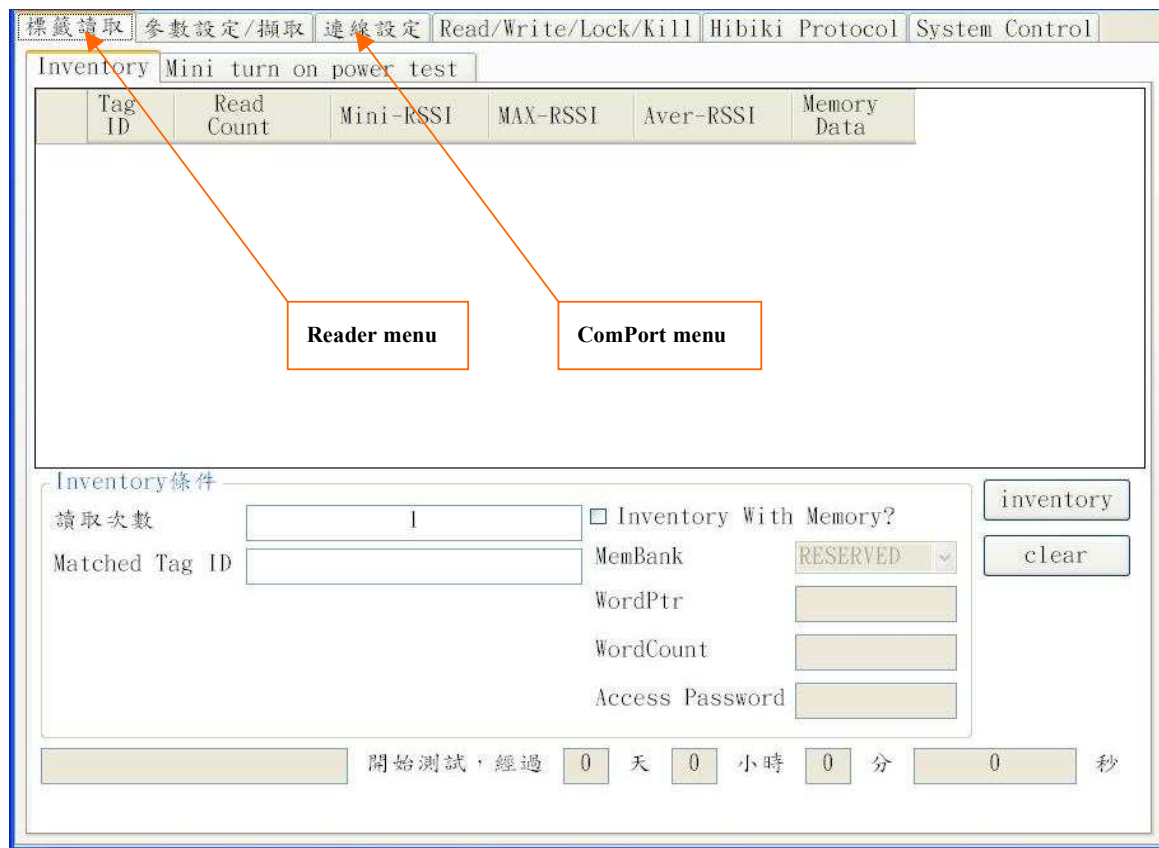 標籤讀取 參數設定/擷取 連線設定 Read/Write/Lock/Kill Hibiki Protocol System Control
Inventory Mini turn on power test
Tag ID Read Count Mini-RSSI MAX-RSSI Aver-RSSI Memory Data
Reader menu ComPort menu
Inventory條件
讀取次數 1 Inventory With Memory? inventory
Matched Tag ID MemBank RESERVED clear
WordPtr
WordCount
Access Password
開始測試,經過 0 天 0 小時 0 分 0 秒